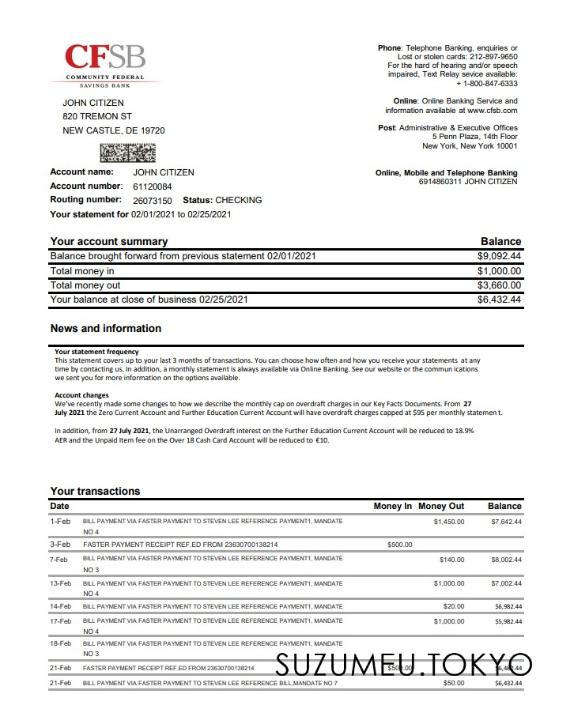 CFSB
COMMUNITY FEDERAL
SAVINGS BANK
JOHN CITIZEN
820 TREMON ST
NEW CASTLE, DE 19720
Phone: Telephone Banking, enquiries or
Lost or stolen cards: 212-897-9650
For the hard of hearing and/or speech
impaired, Text Relay sevice available:
+ 1-800-847-6333
Online: Online Banking Service and
information available at www.cfsb.com
Post: Administrative & Executive Offices
5 Penn Plaza, 14th Floor
New York, New York 10001
Online, Mobile and Telephone Banking
6914860311 JOHN CITIZEN
Account name: JOHN CITIZEN
Account number: 61120084
Routing number: 26073150 Status: CHECKING
Your statement for 02/01/2021 to 02/25/2021
Your account summary Balance
Balance brought forward from previous statement 02/01/2021 $9,092.44
Total money in $1,000.00
Total money out $3,660.00
Your balance at close of business 02/25/2021 $6,432.44
News and information
Your statement frequency
This statement covers up to your last 3 months of transactions. You can choose how often and how you receive your statements at any
time by contacting us. In addition, a monthly statement is always available via Online Banking. See our website or the commun ications
we sent you for more information on the options available.
Account changes
We've recently made some changes to how we describe the monthly cap on overdraft charges in our Key Facts Documents. From 27
July 2021 the Zero Current Account and Further Education Current Account will have overdraft charges capped at $95 per monthly statement.
In addition, from 27 July 2021, the Unarranged Overdraft interest on the Further Education Current Account will be reduced to 18.9%
AER and the Unpaid Item fee on the Over 18 Cash Card Account will be reduced to €10.
Your transactions
Date Money In Money Out Balance
1-Feb BILL PAYMENT VIA FASTER PAYMENT TO STEVEN LEE REFERENCE PAYMENT1, MANDATE $1,450.00 $7,642.44
NO 4
3-Feb FASTER PAYMENT RECEIPT REF.ED FROM 23630700138214 $500.00
7-Feb BILL PAYMENT VIA FASTER PAYMENT TO STEVEN LEE REFERENCE PAYMENT1, MANDATE $140.00 $8,002.44
NO 3
13-Feb BILL PAYMENT VIA FASTER PAYMENT TO STEVEN LEE REFERENCE PAYMENT1, MANDATE $1,000.00 $7,002.44
NO 4
14-Feb BILL PAYMENT VIA FASTER PAYMENT TO STEVEN LEE REFERENCE PAYMENT1, MANDATE $20.00 $6,982.44
17-Feb BILL PAYMENT VIA FASTER PAYMENT TO STEVEN LEE REFERENCE PAYMENT1, MANDATE $1,000.00 $5,982.44
NO 4
18-Feb BILL PAYMENT VIA FASTER PAYMENT TO STEVEN LEE REFERENCE PAYMENT1, MANDATE
NO 3
SUZUMEU.TOKYO
21-Feb FASTER PAYMENT RECEIPT REF.ED FROM 23630700138214
21-Feb BILL PAYMENT VIA FASTER PAYMENT TO STEVEN LEE REFERENCE BILL,MANDATE NO 7 $50.00 $6,432.44